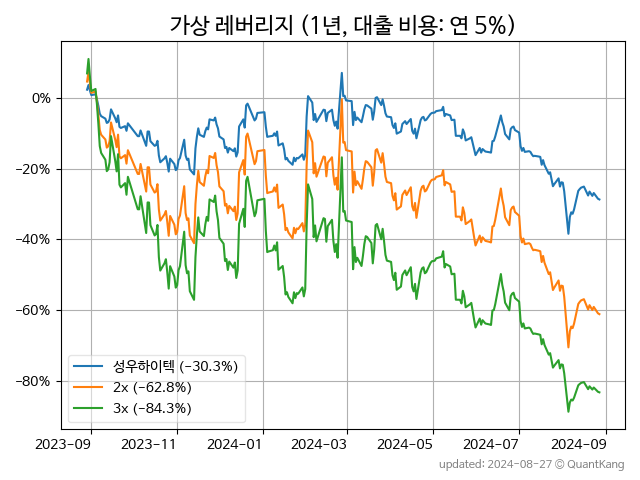 가상 레버리지 (1년, 대출 비용: 연 5%)
0%
−20%
−40%
−60%
−80%
성우하이텍 (−30.3%)
2x (−62.8%)
3x (−84.3%)
2023-09 2023-11 2024-01 2024-03 2024-05 2024-07 2024-09
updated: 2024-08-27 © QuantKang